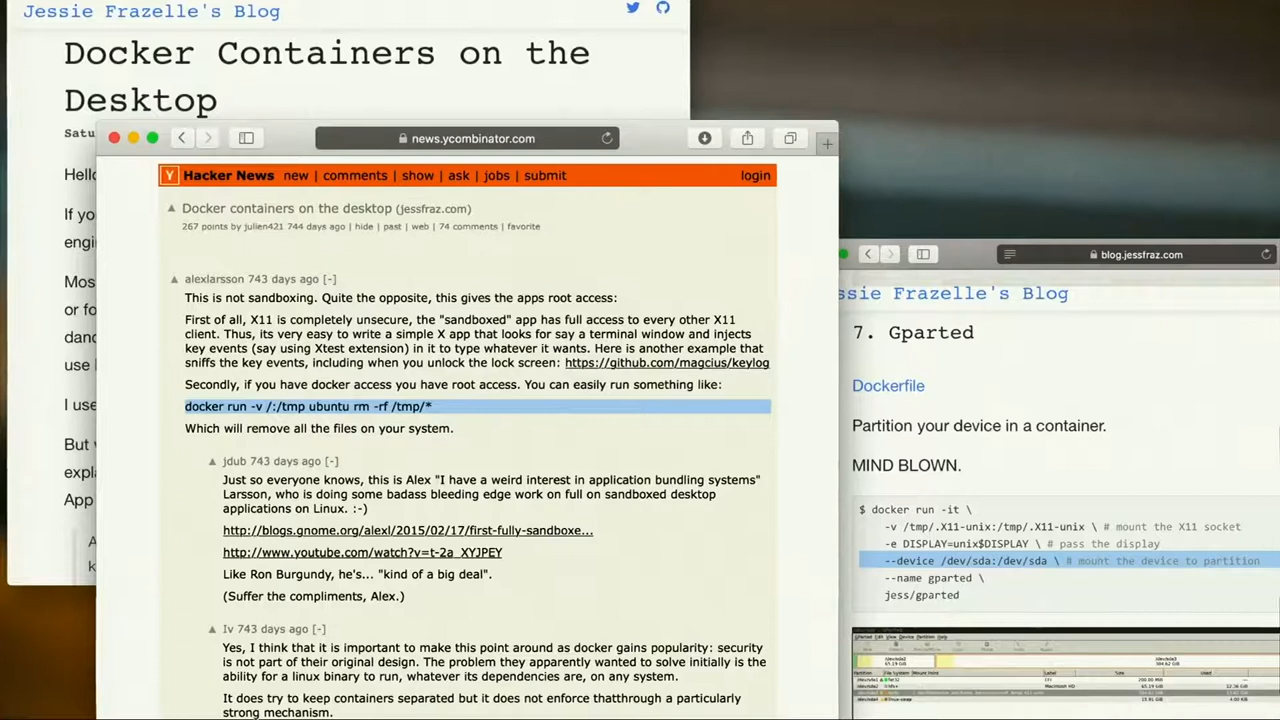 Jessie Frazelle's Blog
Docker Containers on the
Desktop
Satu
Hello
If yo
engin
Mos
or fo
danc
use
I use
But
expla
App
news.ycombinator.com
Y Hacker News new | comments | show | ask | jobs | submit login
Docker containers on the desktop (jessfraz.com)
267 points by julien421 744 days ago | hide | past | web | 74 comments | favorite
alexlarsson 743 days ago [-]
This is not sandboxing. Quite the opposite, this gives the apps root access:
First of all, X11 is completely unsecure, the "sandboxed" app has full access to every other X11
client. Thus, its very easy to write a simple X app that looks for say a terminal window and injects
key events (say using Xtest extension) in it to type whatever it wants. Here is another example that
sniffs the key events, including when you unlock the lock screen: https://github.com/magcius/keylog
Secondly, if you have docker access you have root access. You can easily run something like:
docker run -v /:/tmp ubuntu rm -rf /tmp/*
Which will remove all the files on your system.
jdub 743 days ago [-]
Just so everyone knows, this is Alex "I have a weird interest in application bundling systems"
Larsson, who is doing some badass bleeding edge work on full on sandboxed desktop
applications on Linux. :-)
http://blogs.gnome.org/alexl/2015/02/17/first-fully-sandboxe...
http://www.youtube.com/watch?v=t-2a_XYJPEY
Like Ron Burgundy, he's... "kind of a big deal".
(Suffer the compliments, Alex.)
lv 743 days ago [-]
Yes, I think that it is important to make this point around as docker gains popularity: security
is not part of their original design. The problem they apparently wanted to solve initially is the
ability for a linux binary to run, whatever its dependencies are, on any system.
It does try to keep containers separated but it does not enforce thatthrough a particularly
strong mechanism.
blog.jessfraz.com
ssie Frazelle's Blog
7. Gparted
Dockerfile
Partition your device in a container.
MIND BLOWN.
$ docker run -it \
-v /tmp/.X11-unix:/tmp/.X11-unix \ # mount the X11 socket
-e DISPLAY=unix$DISPLAY \ # pass the display
--device /dev/sda:/dev/sda \ # mount the device to partition
--name gparted \
jess/gparted